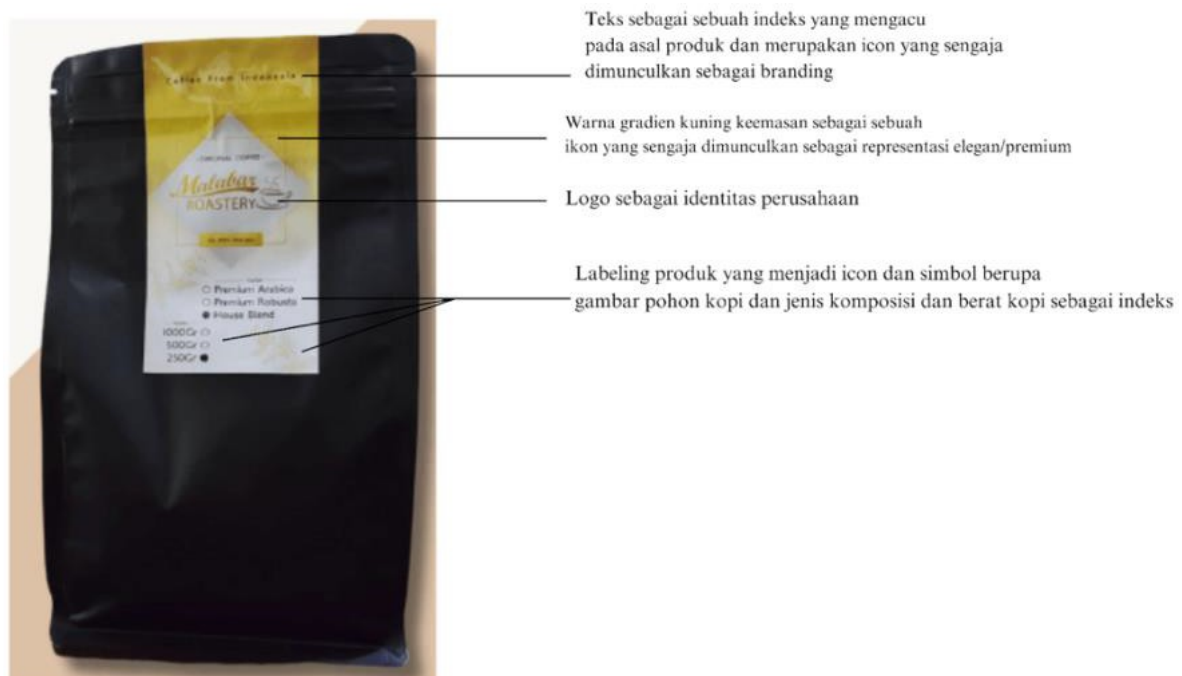 Teks sebagai sebuah indeks yang mengacu
pada asal produk dan merupakan icon yang sengaja
dimunculkan sebagai branding
Warna gradien kuning keemasan sebagai sebuah
ikon yang sengaja dimunculkan sebagai representasi elegan/premium
Logo sebagai identitas perusahaan
Labeling produk yang menjadi icon dan simbol berupa
gambar pohon kopi dan jenis komposisi dan berat kopi sebagai indeks
Coffee From Indonesia
ORIGINAL COFFEE
Malabar
ROASTERY
Premium Arabica
Premium Robusta
House Blend
1000Gr
500Gr
250Gr